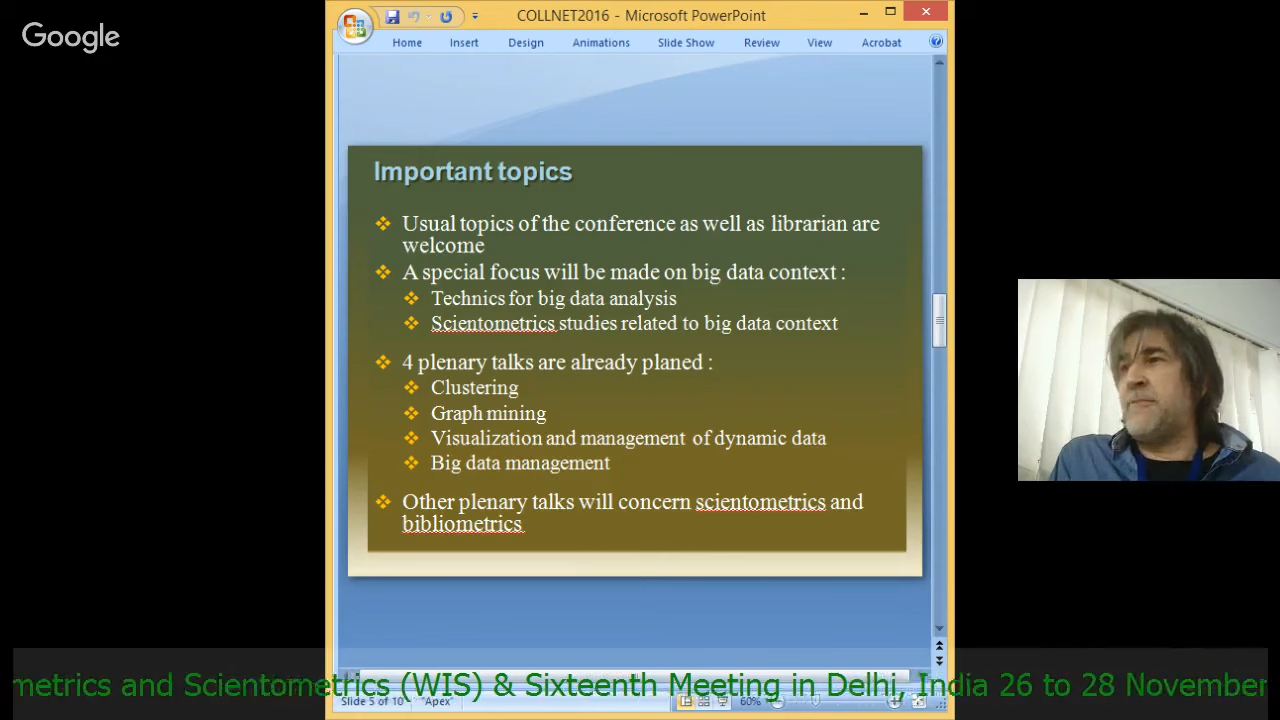 Google
COLLNET2016 - Microsoft PowerPoint
Home Insert Design Animations Slide Show Review View Acrobat
Important topics
Usual topics of the conference as well as librarian are
welcome
A special focus will be made on big data context :
Technics for big data analysis
Scientometrics studies related to big data context
4 plenary talks are already planed :
Clustering
Graph mining
Visualization and management of dynamic data
Big data management
Other plenary talks will concern scientometrics and
bibliometrics
metrics and Scientometrics (WIS) & Sixteenth Meeting in Delhi, India 26 to 28 November
Slide 5 of 10 "Apex" 60%